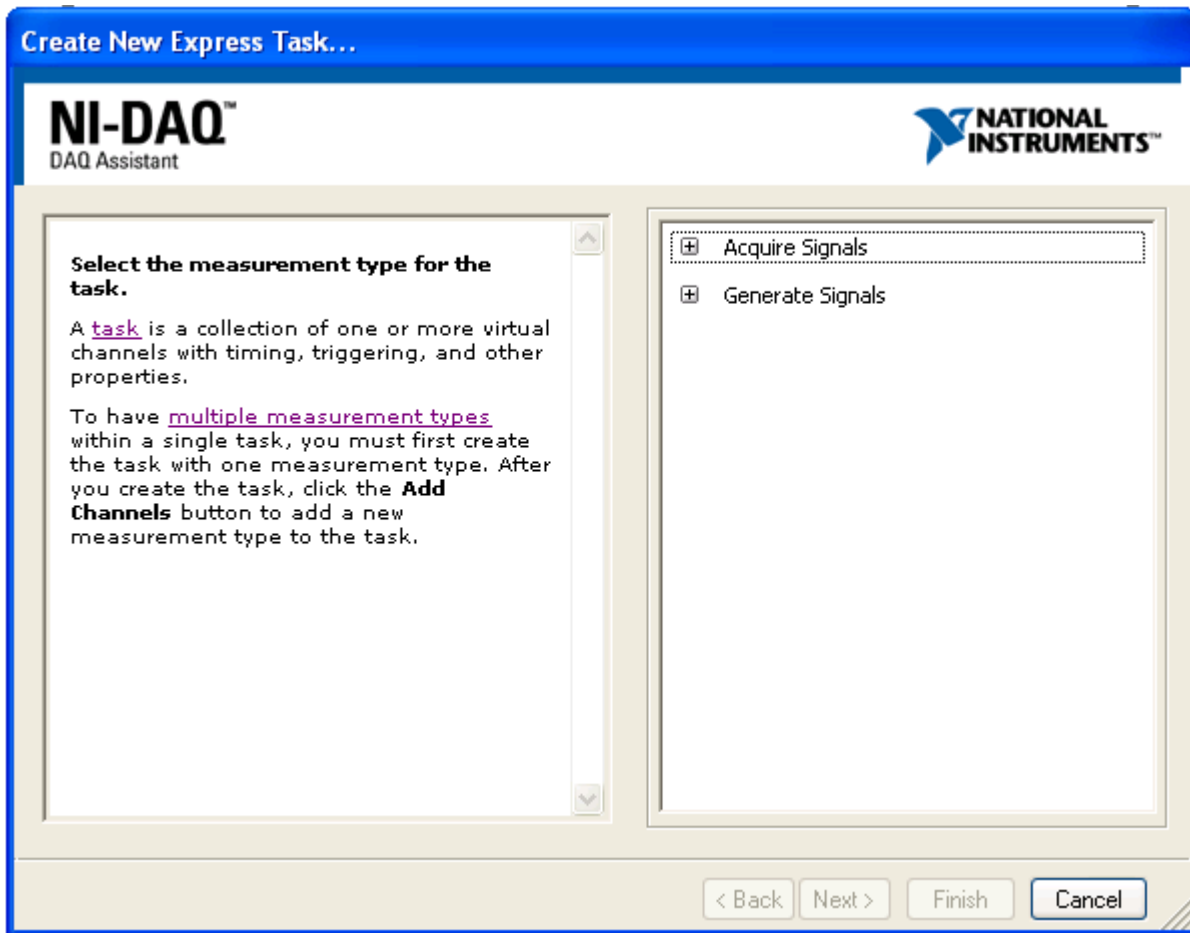 Create New Express Task...
NI-DAQ™
DAQ Assistant
NATIONAL
INSTRUMENTS™
Select the measurement type for the
task.
A task is a collection of one or more virtual
channels with timing, triggering, and other
properties.
To have multiple measurement types
within a single task, you must first create
the task with one measurement type. After
you create the task, click the Add
Channels button to add a new
measurement type to the task.
Acquire Signals
Generate Signals
< Back
Next >
Finish
Cancel